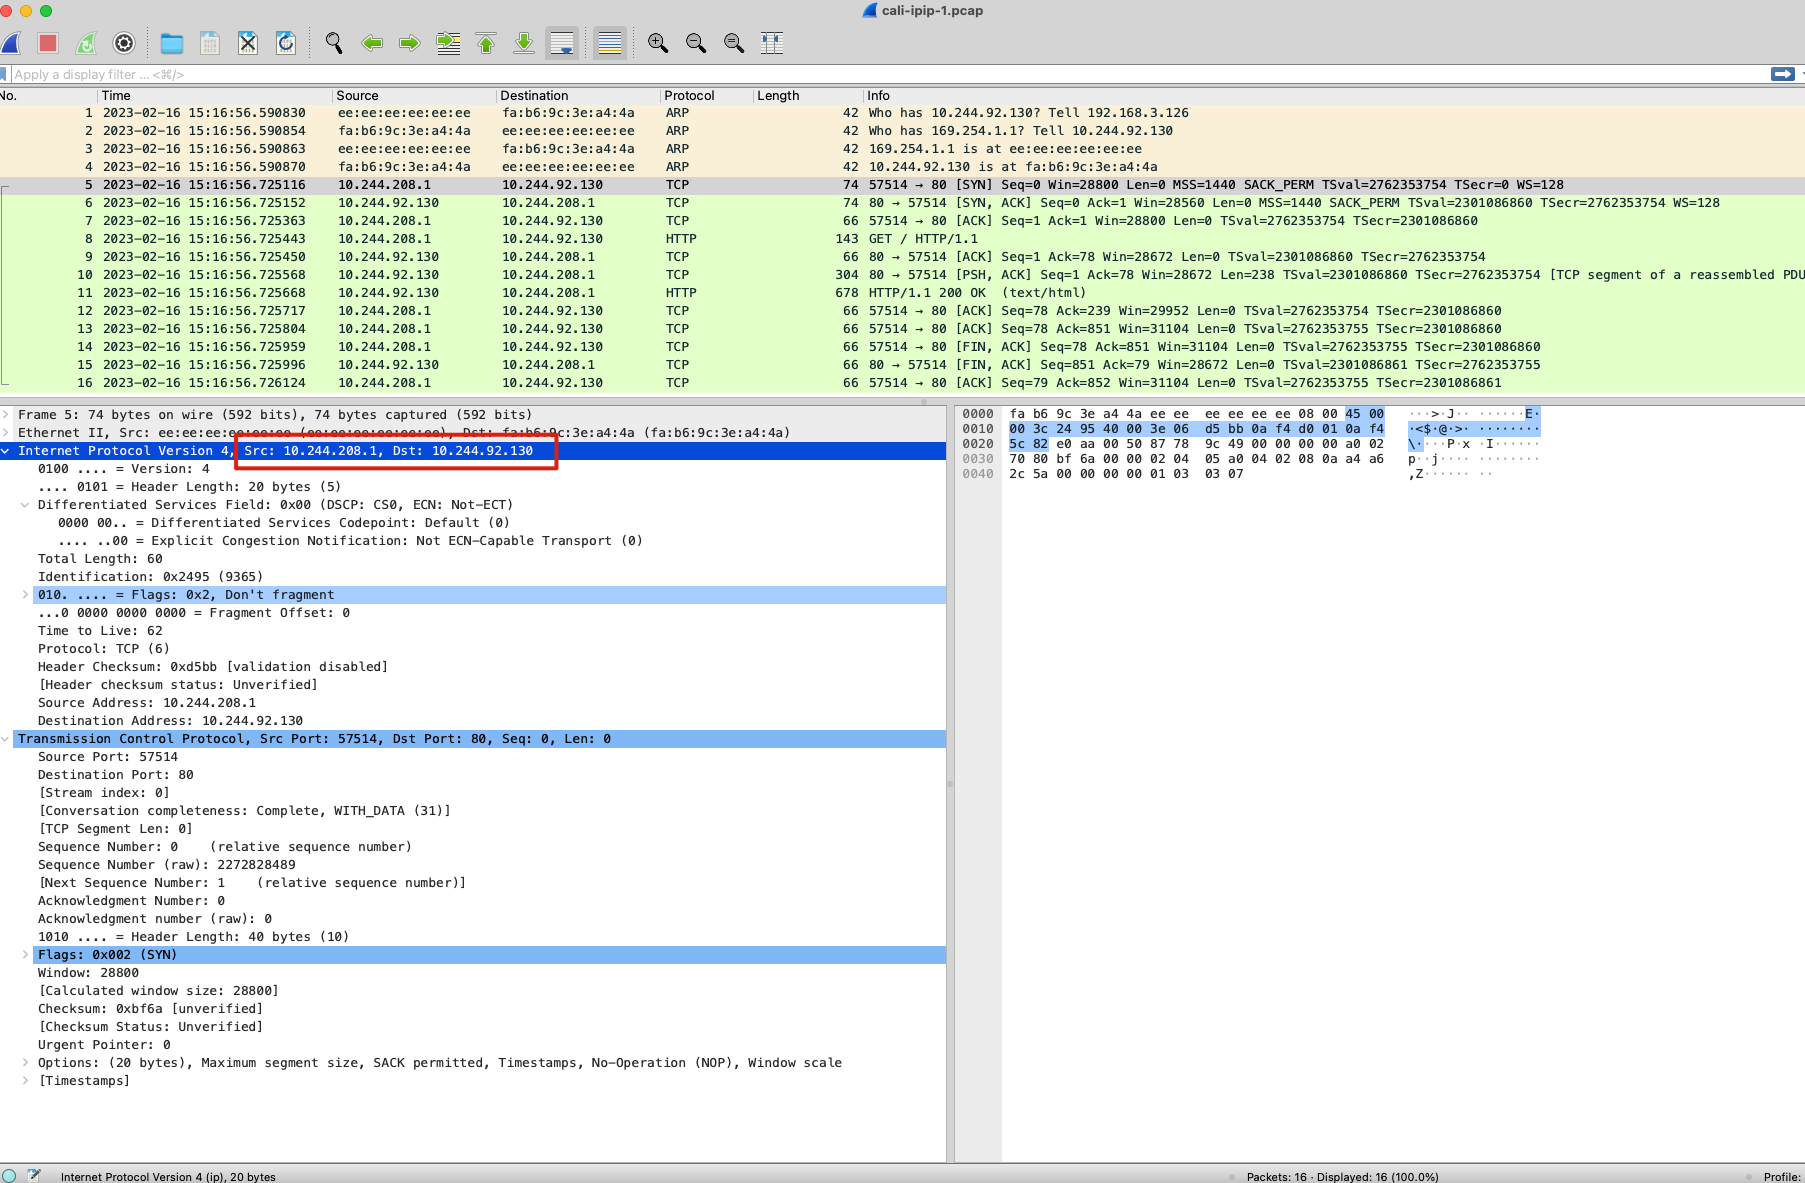 cali-ipip-1.pcap
Apply a display filter ... <⌘/>
No. Time Source Destination Protocol Length Info
1 2023-02-16 15:16:56.590830 ee:ee:ee:ee:ee:ee fa:b6:9c:3e:a4:4a ARP 42 Who has 10.244.92.130? Tell 192.168.3.126
2 2023-02-16 15:16:56.590854 fa:b6:9c:3e:a4:4a ee:ee:ee:ee:ee:ee ARP 42 Who has 169.254.1.1? Tell 10.244.92.130
3 2023-02-16 15:16:56.590863 ee:ee:ee:ee:ee:ee fa:b6:9c:3e:a4:4a ARP 42 169.254.1.1 is at ee:ee:ee:ee:ee:ee
4 2023-02-16 15:16:56.590870 fa:b6:9c:3e:a4:4a ee:ee:ee:ee:ee:ee ARP 42 10.244.92.130 is at fa:b6:9c:3e:a4:4a
5 2023-02-16 15:16:56.725116 10.244.208.1 10.244.92.130 TCP 74 57514 → 80 [SYN] Seq=0 Win=28800 Len=0 MSS=1440 SACK_PERM TSval=2762353754 TSecr=0 WS=128
6 2023-02-16 15:16:56.725152 10.244.92.130 10.244.208.1 TCP 74 80 → 57514 [SYN, ACK] Seq=0 Ack=1 Win=28560 Len=0 MSS=1440 SACK_PERM TSval=2301086860 TSecr=2762353754 WS=128
7 2023-02-16 15:16:56.725363 10.244.208.1 10.244.92.130 TCP 66 57514 → 80 [ACK] Seq=1 Ack=1 Win=28800 Len=0 TSval=2762353754 TSecr=2301086860
8 2023-02-16 15:16:56.725443 10.244.208.1 10.244.92.130 HTTP 143 GET / HTTP/1.1
9 2023-02-16 15:16:56.725450 10.244.92.130 10.244.208.1 TCP 66 80 → 57514 [ACK] Seq=1 Ack=78 Win=28672 Len=0 TSval=2301086860 TSecr=2762353754
10 2023-02-16 15:16:56.725568 10.244.92.130 10.244.208.1 TCP 304 80 → 57514 [PSH, ACK] Seq=1 Ack=78 Win=28672 Len=238 TSval=2301086860 TSecr=2762353754 [TCP segment of a reassembled PDU
11 2023-02-16 15:16:56.725668 10.244.92.130 10.244.208.1 HTTP 678 HTTP/1.1 200 OK (text/html)
12 2023-02-16 15:16:56.725717 10.244.208.1 10.244.92.130 TCP 66 57514 → 80 [ACK] Seq=78 Ack=239 Win=29952 Len=0 TSval=2762353754 TSecr=2301086860
13 2023-02-16 15:16:56.725804 10.244.208.1 10.244.92.130 TCP 66 57514 → 80 [ACK] Seq=78 Ack=851 Win=31104 Len=0 TSval=2762353755 TSecr=2301086860
14 2023-02-16 15:16:56.725959 10.244.208.1 10.244.92.130 TCP 66 57514 → 80 [FIN, ACK] Seq=78 Ack=851 Win=31104 Len=0 TSval=2762353755 TSecr=2301086860
15 2023-02-16 15:16:56.725996 10.244.92.130 10.244.208.1 TCP 66 80 → 57514 [FIN, ACK] Seq=851 Ack=79 Win=28672 Len=0 TSval=2301086861 TSecr=2762353755
16 2023-02-16 15:16:56.726124 10.244.208.1 10.244.92.130 TCP 66 57514 → 80 [ACK] Seq=79 Ack=852 Win=31104 Len=0 TSval=2762353755 TSecr=2301086861
Frame 5: 74 bytes on wire (592 bits), 74 bytes captured (592 bits)
Ethernet II, Src: ee:ee:ee:ee:ee:ee (ee:ee:ee:ee:ee:ee), Dst: fa:b6:9c:3e:a4:4a (fa:b6:9c:3e:a4:4a)
Internet Protocol Version 4, Src: 10.244.208.1, Dst: 10.244.92.130
0100 .... = Version: 4
.... 0101 = Header Length: 20 bytes (5)
Differentiated Services Field: 0x00 (DSCP: CS0, ECN: Not-ECT)
0000 00.. = Differentiated Services Codepoint: Default (0)
.... ..00 = Explicit Congestion Notification: Not ECN-Capable Transport (0)
Total Length: 60
Identification: 0x2495 (9365)
010. .... = Flags: 0x2, Don't fragment
...0 0000 0000 0000 = Fragment Offset: 0
Time to Live: 62
Protocol: TCP (6)
Header Checksum: 0xd5bb [validation disabled]
[Header checksum status: Unverified]
Source Address: 10.244.208.1
Destination Address: 10.244.92.130
Transmission Control Protocol, Src Port: 57514, Dst Port: 80, Seq: 0, Len: 0
Source Port: 57514
Destination Port: 80
[Stream index: 0]
[Conversation completeness: Complete, WITH_DATA (31)]
[TCP Segment Len: 0]
Sequence Number: 0 (relative sequence number)
Sequence Number (raw): 2272828489
[Next Sequence Number: 1 (relative sequence number)]
Acknowledgment Number: 0
Acknowledgment number (raw): 0
1010 .... = Header Length: 40 bytes (10)
Flags: 0x002 (SYN)
Window: 28800
[Calculated window size: 28800]
Checksum: 0xbf6a [unverified]
[Checksum Status: Unverified]
Urgent Pointer: 0
Options: (20 bytes), Maximum segment size, SACK permitted, Timestamps, No-Operation (NOP), Window scale
[Timestamps]
0000 fa b6 9c 3e a4 4a ee ee ee ee ee ee 08 00 45 00 ···>·J·· ······E·
0010 00 3c 24 95 40 00 3e 06 d5 bb 0a f4 d0 01 0a f4 ·<$·@·>· ········
0020 5c 82 e0 aa 00 50 87 78 9c 49 00 00 00 00 a0 02 \····P·x ·I······
0030 70 80 bf 6a 00 00 02 04 05 a0 04 02 08 0a a4 a6 p··j···· ········
0040 2c 5a 00 00 00 00 01 03 03 07 ,Z······ ··
Internet Protocol Version 4 (ip), 20 bytes
Packets: 16 · Displayed: 16 (100.0%)
Profile: